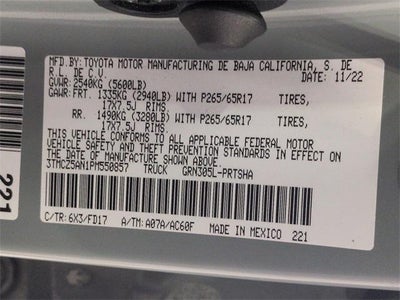 MFD.BY:TOYOTA MOTOR MANUFACTURING DE BAJA CALIFORNIA, S. DE
R.L. DE C.V. DATE: 11/22
GVWR:2540KG (5600LB)
GAWR:FRT. 1335KG (2940LB) WITH P265/65R17 TIRES,
17X7.5J RIMS,
RR. 1490KG (3280LB) WITH P265/65R17 TIRES,
17X7.5J RIMS.
THIS VEHICLE CONFORMS TO ALL APPLICABLE FEDERAL MOTOR
VEHICLE SAFETY AND THEFT PREVENTION STANDARDS IN EFFECT ON
THE DATE OF MANUFACTURE SHOWN ABOVE.
3TMCZ5AN1PM550857 TRUCK GRN305L-PRTSHA
C/TR: 6X3/FD17 A/TM: A07A/AC60F MADE IN MEXICO 221
221